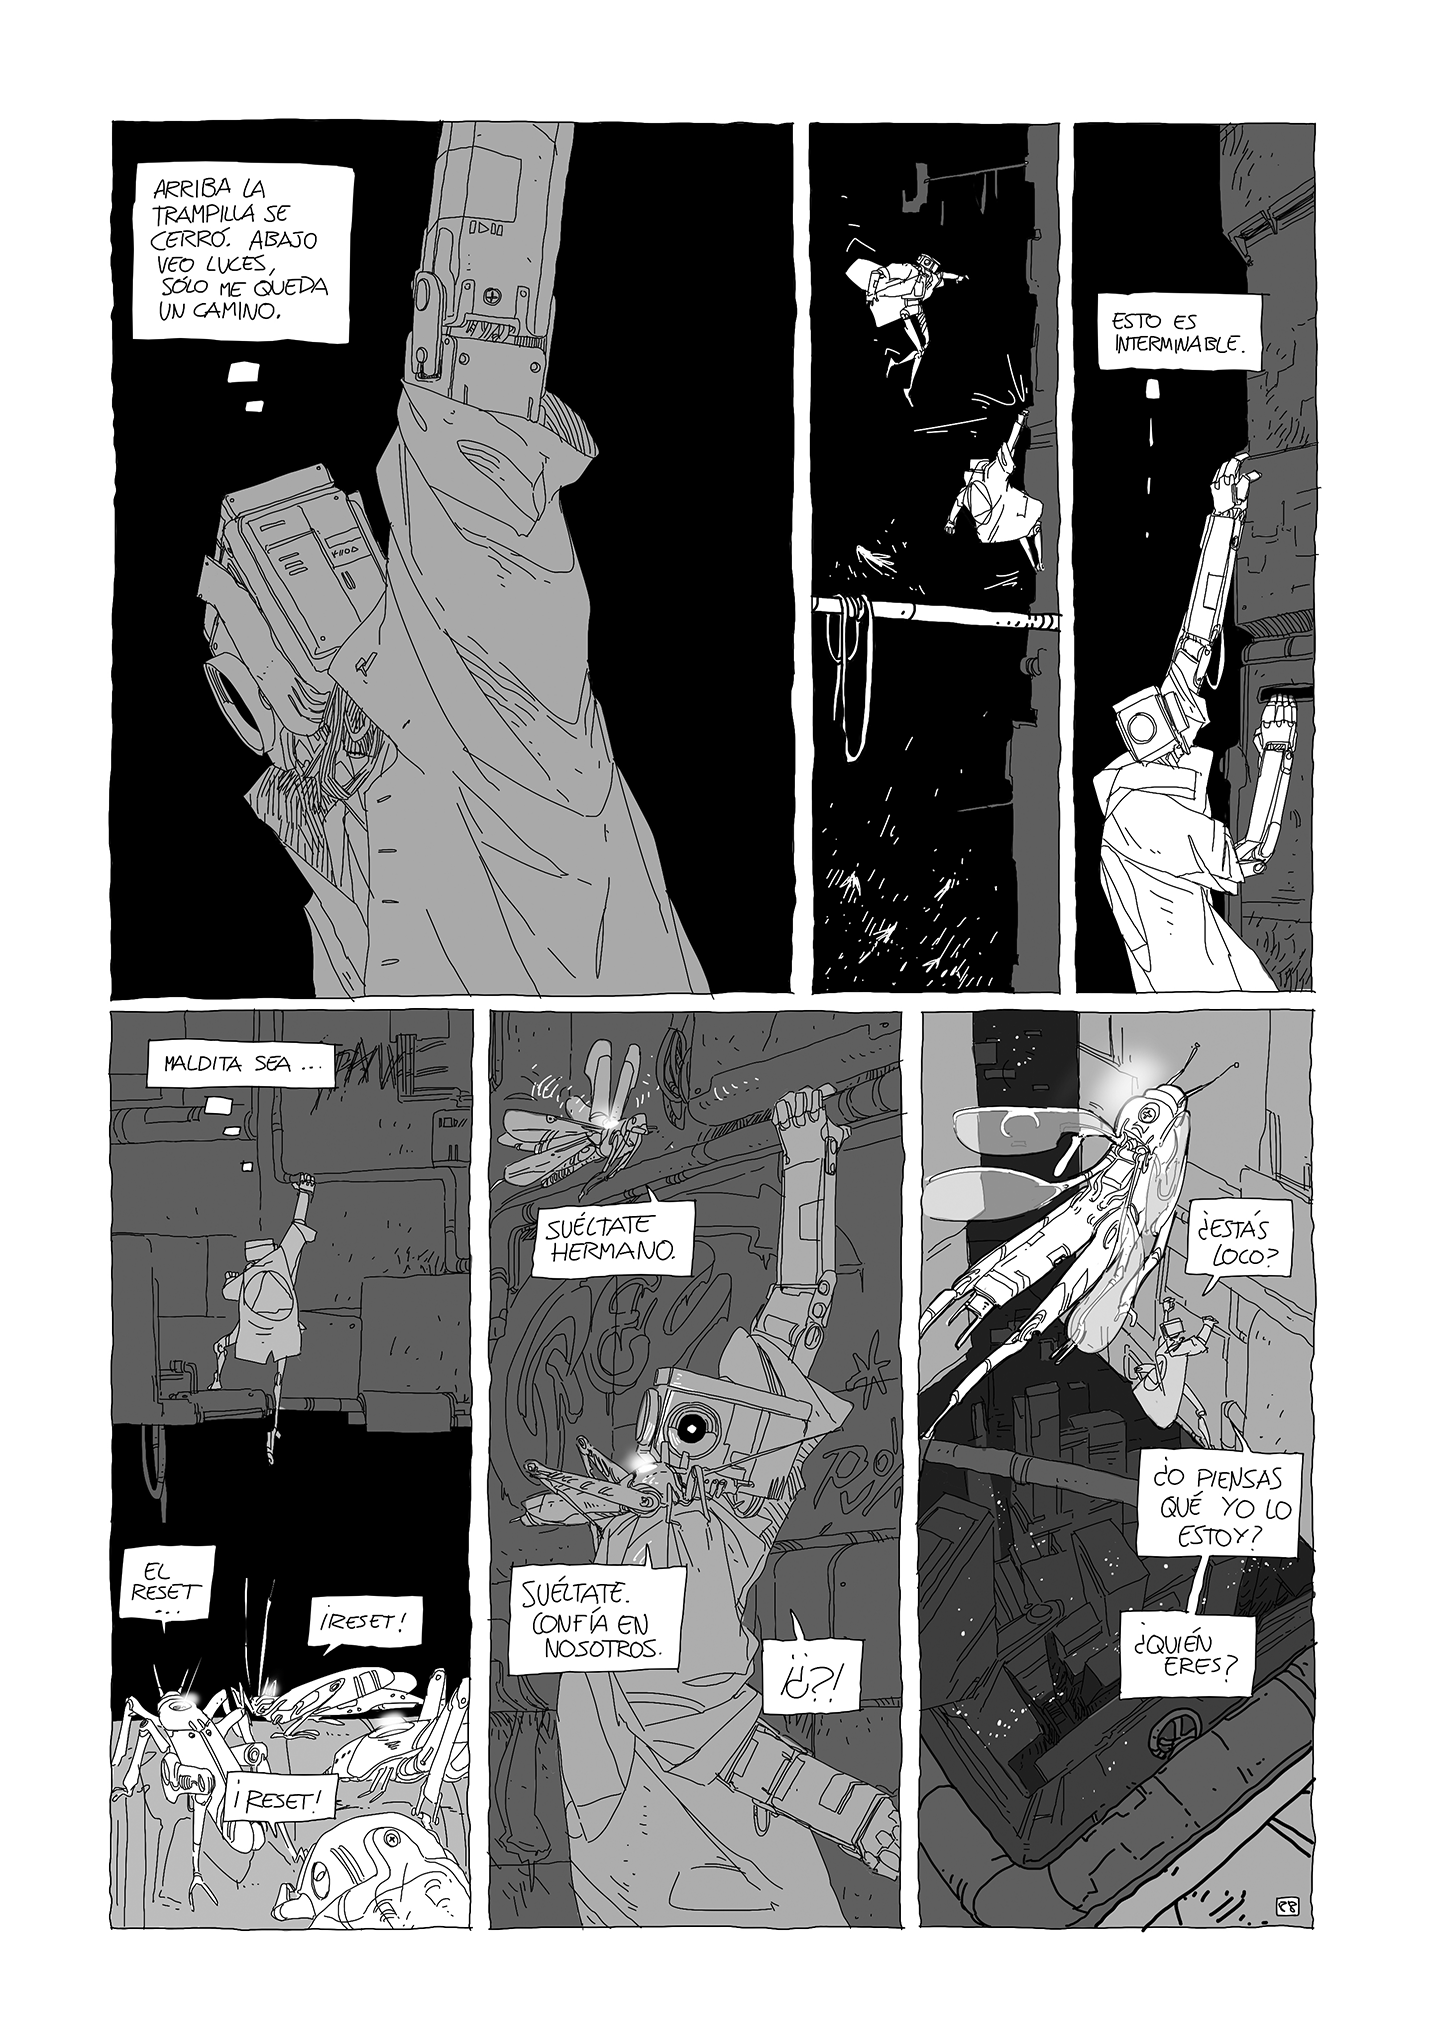 ARRIBA LA
TRAMPILLA SE
CERRÓ. ABAJO
VEO LUCES,
SÓLO ME QUEDA
UN CAMINO.
ESTO ES
INTERMINABLE.
MALDITA SEA ...
EL
RESET
...
¡RESET!
¡RESET!
SUÉLTATE
HERMANO.
SUÉLTATE.
CONFÍA EN
NOSOTROS.
¿¡?!
¿ESTÁS
LOCO?
¿O PIENSAS
QUÉ YO LO
ESTOY?
¿QUIÉN
ERES?